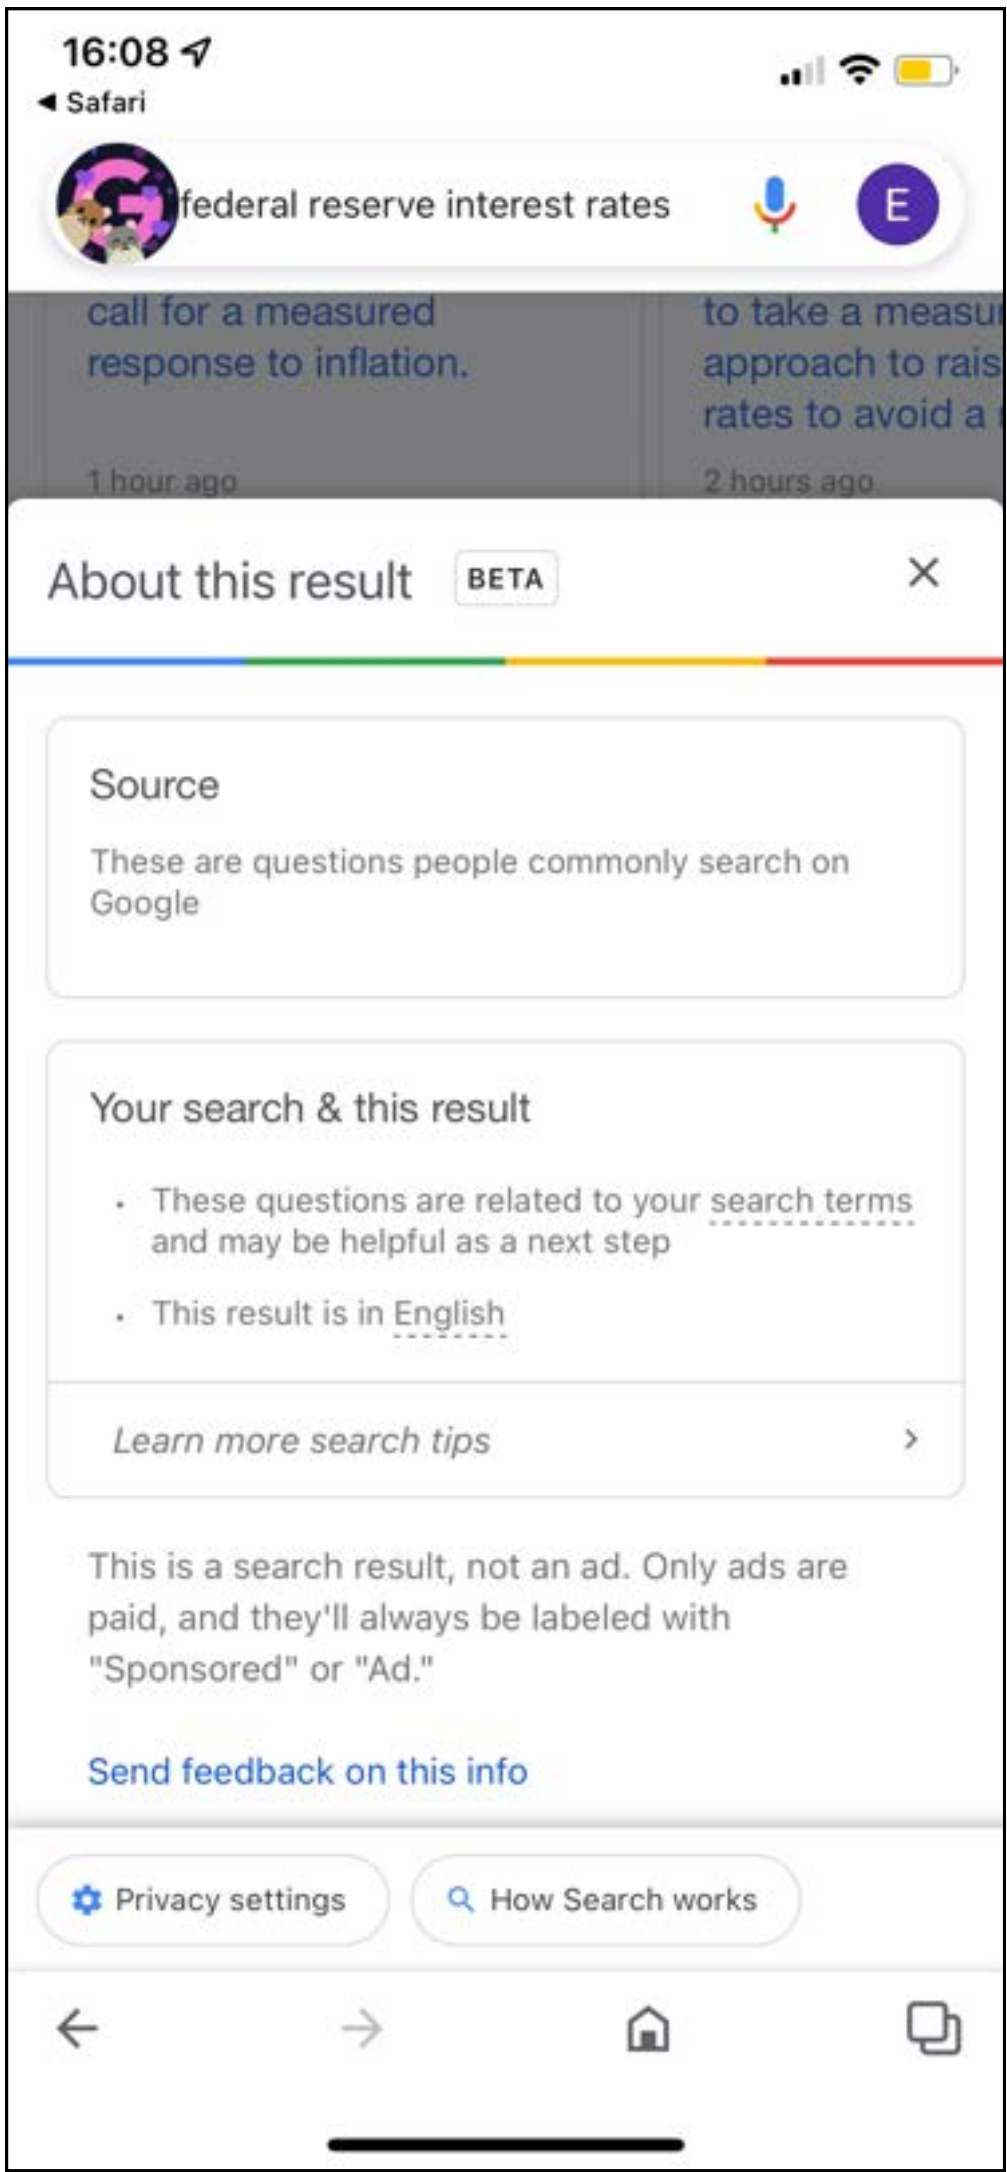 16:08
◀ Safari
federal reserve interest rates
E
call for a measured
response to inflation.
1 hour ago
to take a measu
approach to rais
rates to avoid a
2 hours ago
About this result BETA
Source
These are questions people commonly search on
Google
Your search & this result
• These questions are related to your search terms
and may be helpful as a next step
• This result is in English
Learn more search tips
This is a search result, not an ad. Only ads are
paid, and they'll always be labeled with
"Sponsored" or "Ad."
Send feedback on this info
Privacy settings
How Search works